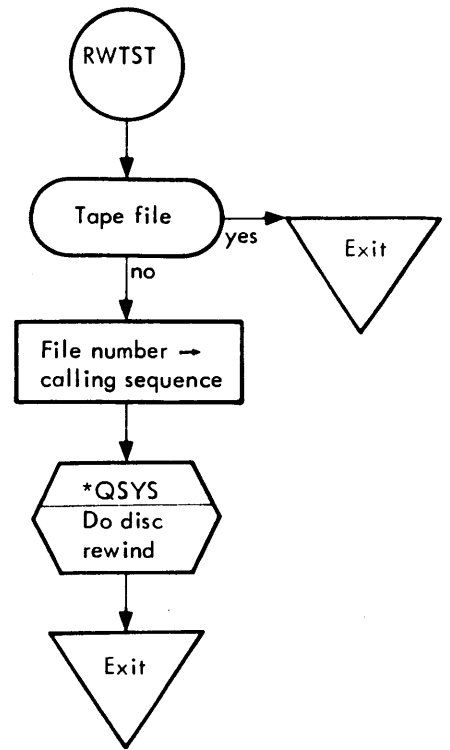 RWTST
Tape file
yes
Exit
no
File number →
calling sequence
*QSYS
Do disc
rewind
Exit